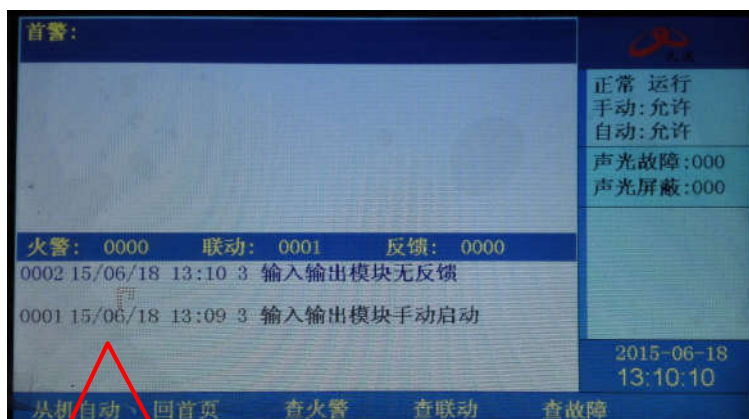 首警:
正常 运行
手动:允许
自动:允许
声光故障:000
声光屏蔽:000
火警: 0000 联动: 0001 反馈: 0000
0002 15/06/18 13:10 3 输入输出模块无反馈
0001 15/06/18 13:09 3 输入输出模块手动启动
2015-06-18
13:10:10
从机自动 回首页 查火警 查联动 查故障